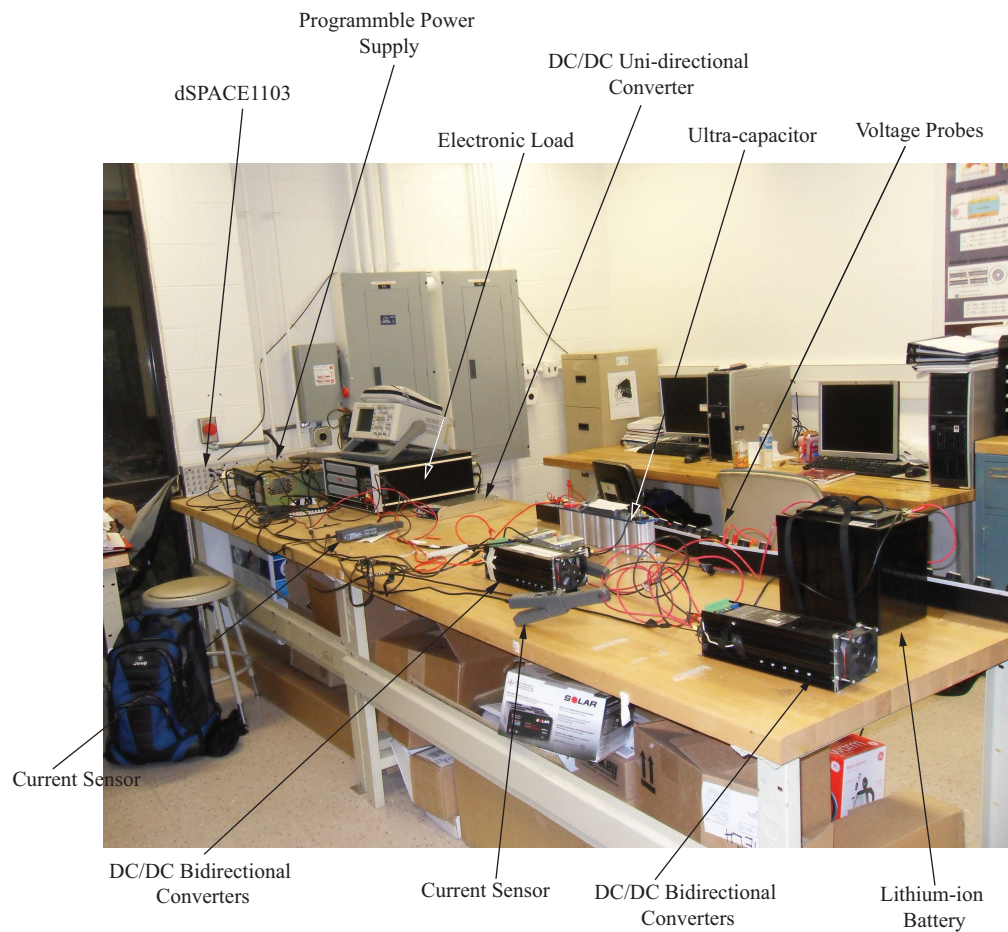 Programmble Power
Supply
DC/DC Uni-directional
Converter
dSPACE1103
Electronic Load
Ultra-capacitor
Voltage Probes
Jeep
SOLAR
SOLAR
Current Sensor
DC/DC Bidirectional
Converters
Current Sensor
DC/DC Bidirectional
Converters
Lithium-ion
Battery